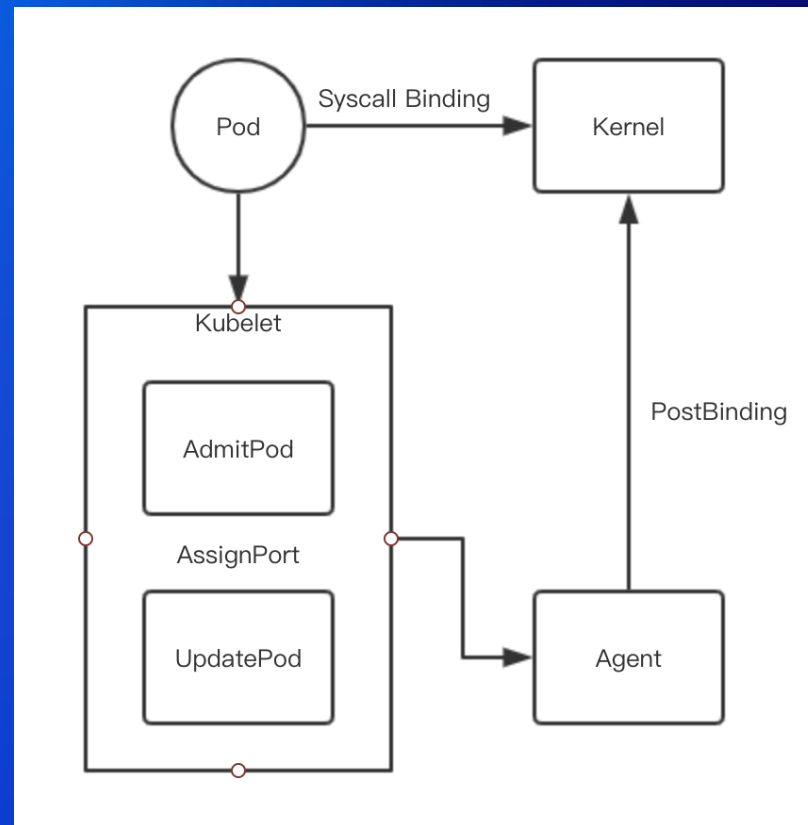 Syscall Binding
Pod
Kernel
Kubelet
AdmitPod
PostBinding
AssignPort
UpdatePod
Agent